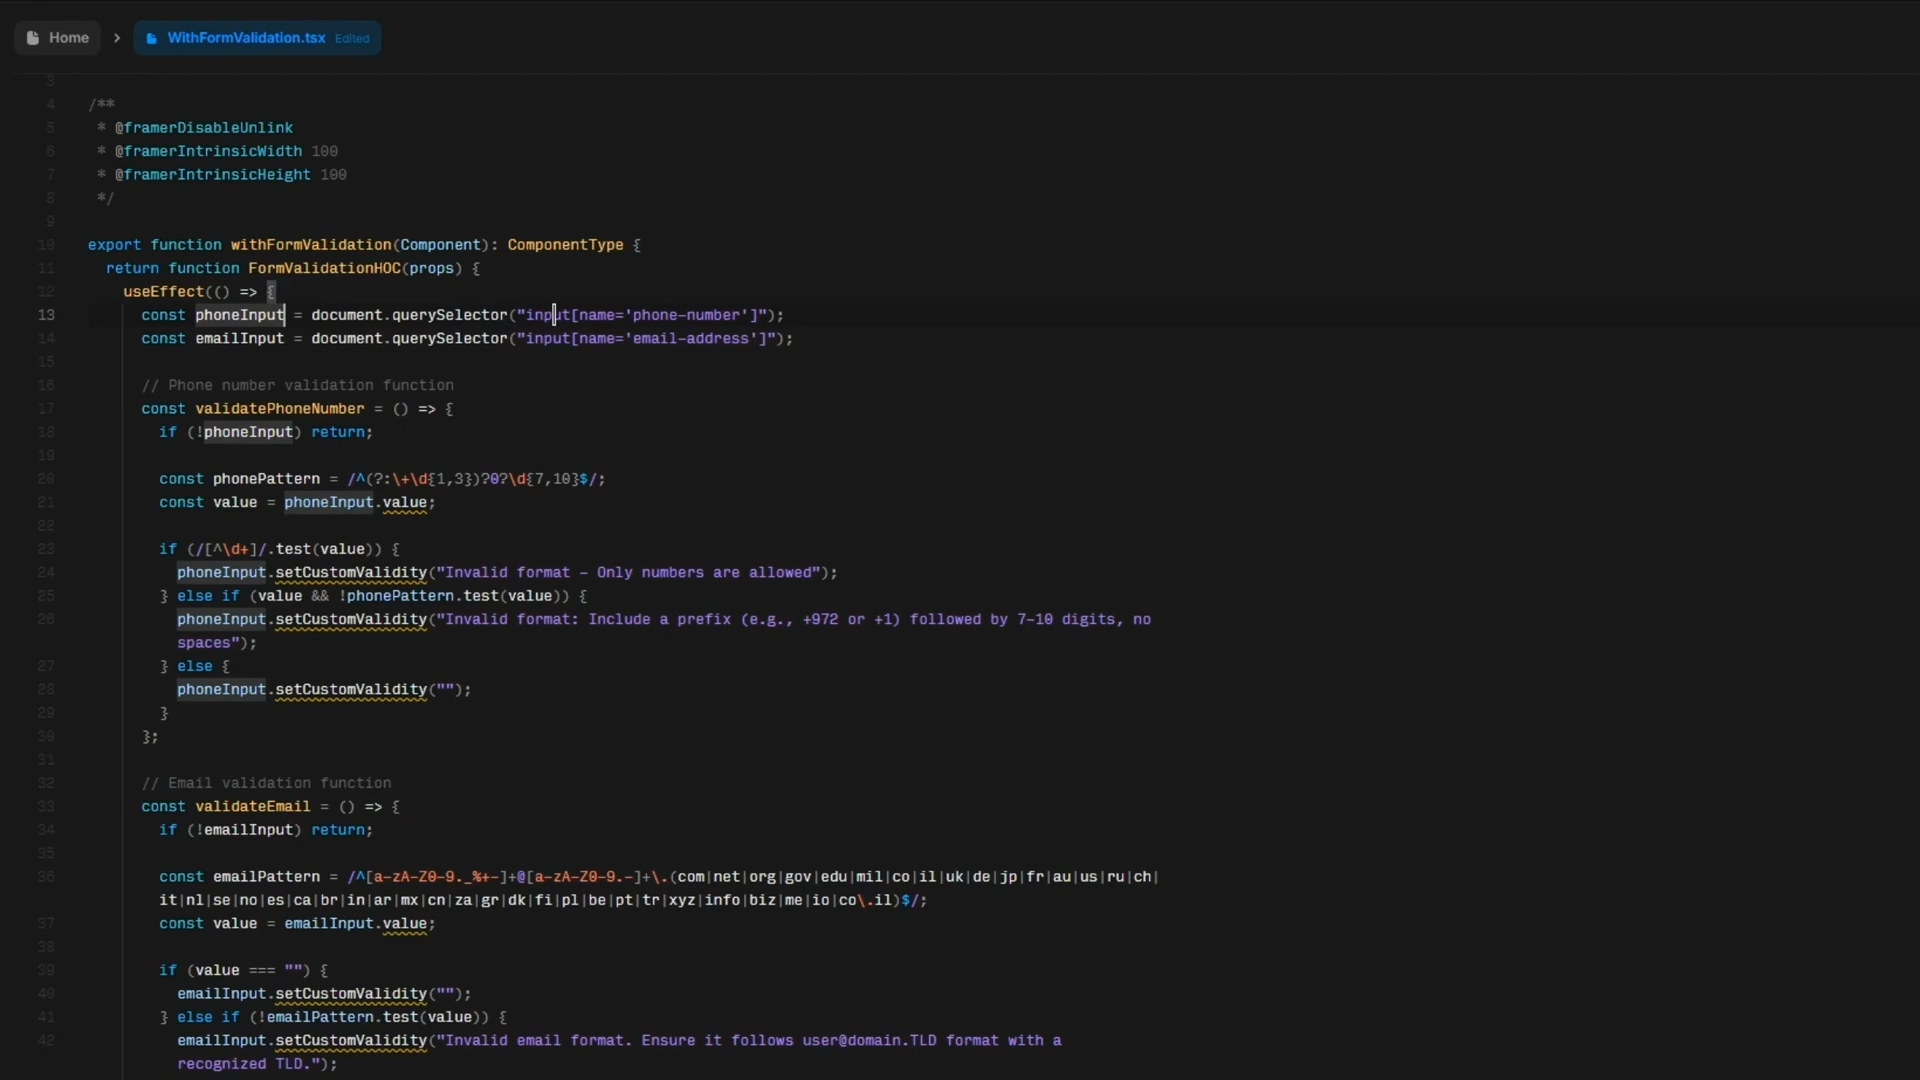 Home > WithFormValidation.tsx Edited
3
4 /**
5 * @framerDisableUnlink
6 * @framerIntrinsicWidth 100
7 * @framerIntrinsicHeight 100
8 */
9
10 export function withFormValidation(Component): ComponentType {
11 return function FormValidationHOC(props) {
12 useEffect(() => {
13 const phoneInput = document.querySelector("input[name='phone-number']");
14 const emailInput = document.querySelector("input[name='email-address']");
15
16 // Phone number validation function
17 const validatePhoneNumber = () => {
18 if (!phoneInput) return;
19
20 const phonePattern = /^(?:\+\d{1,3})?0?\d{7,10}$/;
21 const value = phoneInput.value;
22
23 if (/[^\d+]/.test(value)) {
24 phoneInput.setCustomValidity("Invalid format – Only numbers are allowed");
25 } else if (value && !phonePattern.test(value)) {
26 phoneInput.setCustomValidity("Invalid format: Include a prefix (e.g., +972 or +1) followed by 7–10 digits, no
spaces");
27 } else {
28 phoneInput.setCustomValidity("");
29 }
30 };
31
32 // Email validation function
33 const validateEmail = () => {
34 if (!emailInput) return;
35
36 const emailPattern = /^[a-zA-Z0-9._%+-]+@[a-zA-Z0-9.-]+\.(com|net|org|gov|edu|mil|co|il|uk|de|jp|fr|au|us|ru|ch|
it|nl|se|no|es|ca|br|in|ar|mx|cn|za|gr|dk|fi|pl|be|pt|tr|xyz|info|biz|me|io|co\.il)$/;
37 const value = emailInput.value;
38
39 if (value === "") {
40 emailInput.setCustomValidity("");
41 } else if (!emailPattern.test(value)) {
42 emailInput.setCustomValidity("Invalid email format. Ensure it follows user@domain.TLD format with a
recognized TLD.");